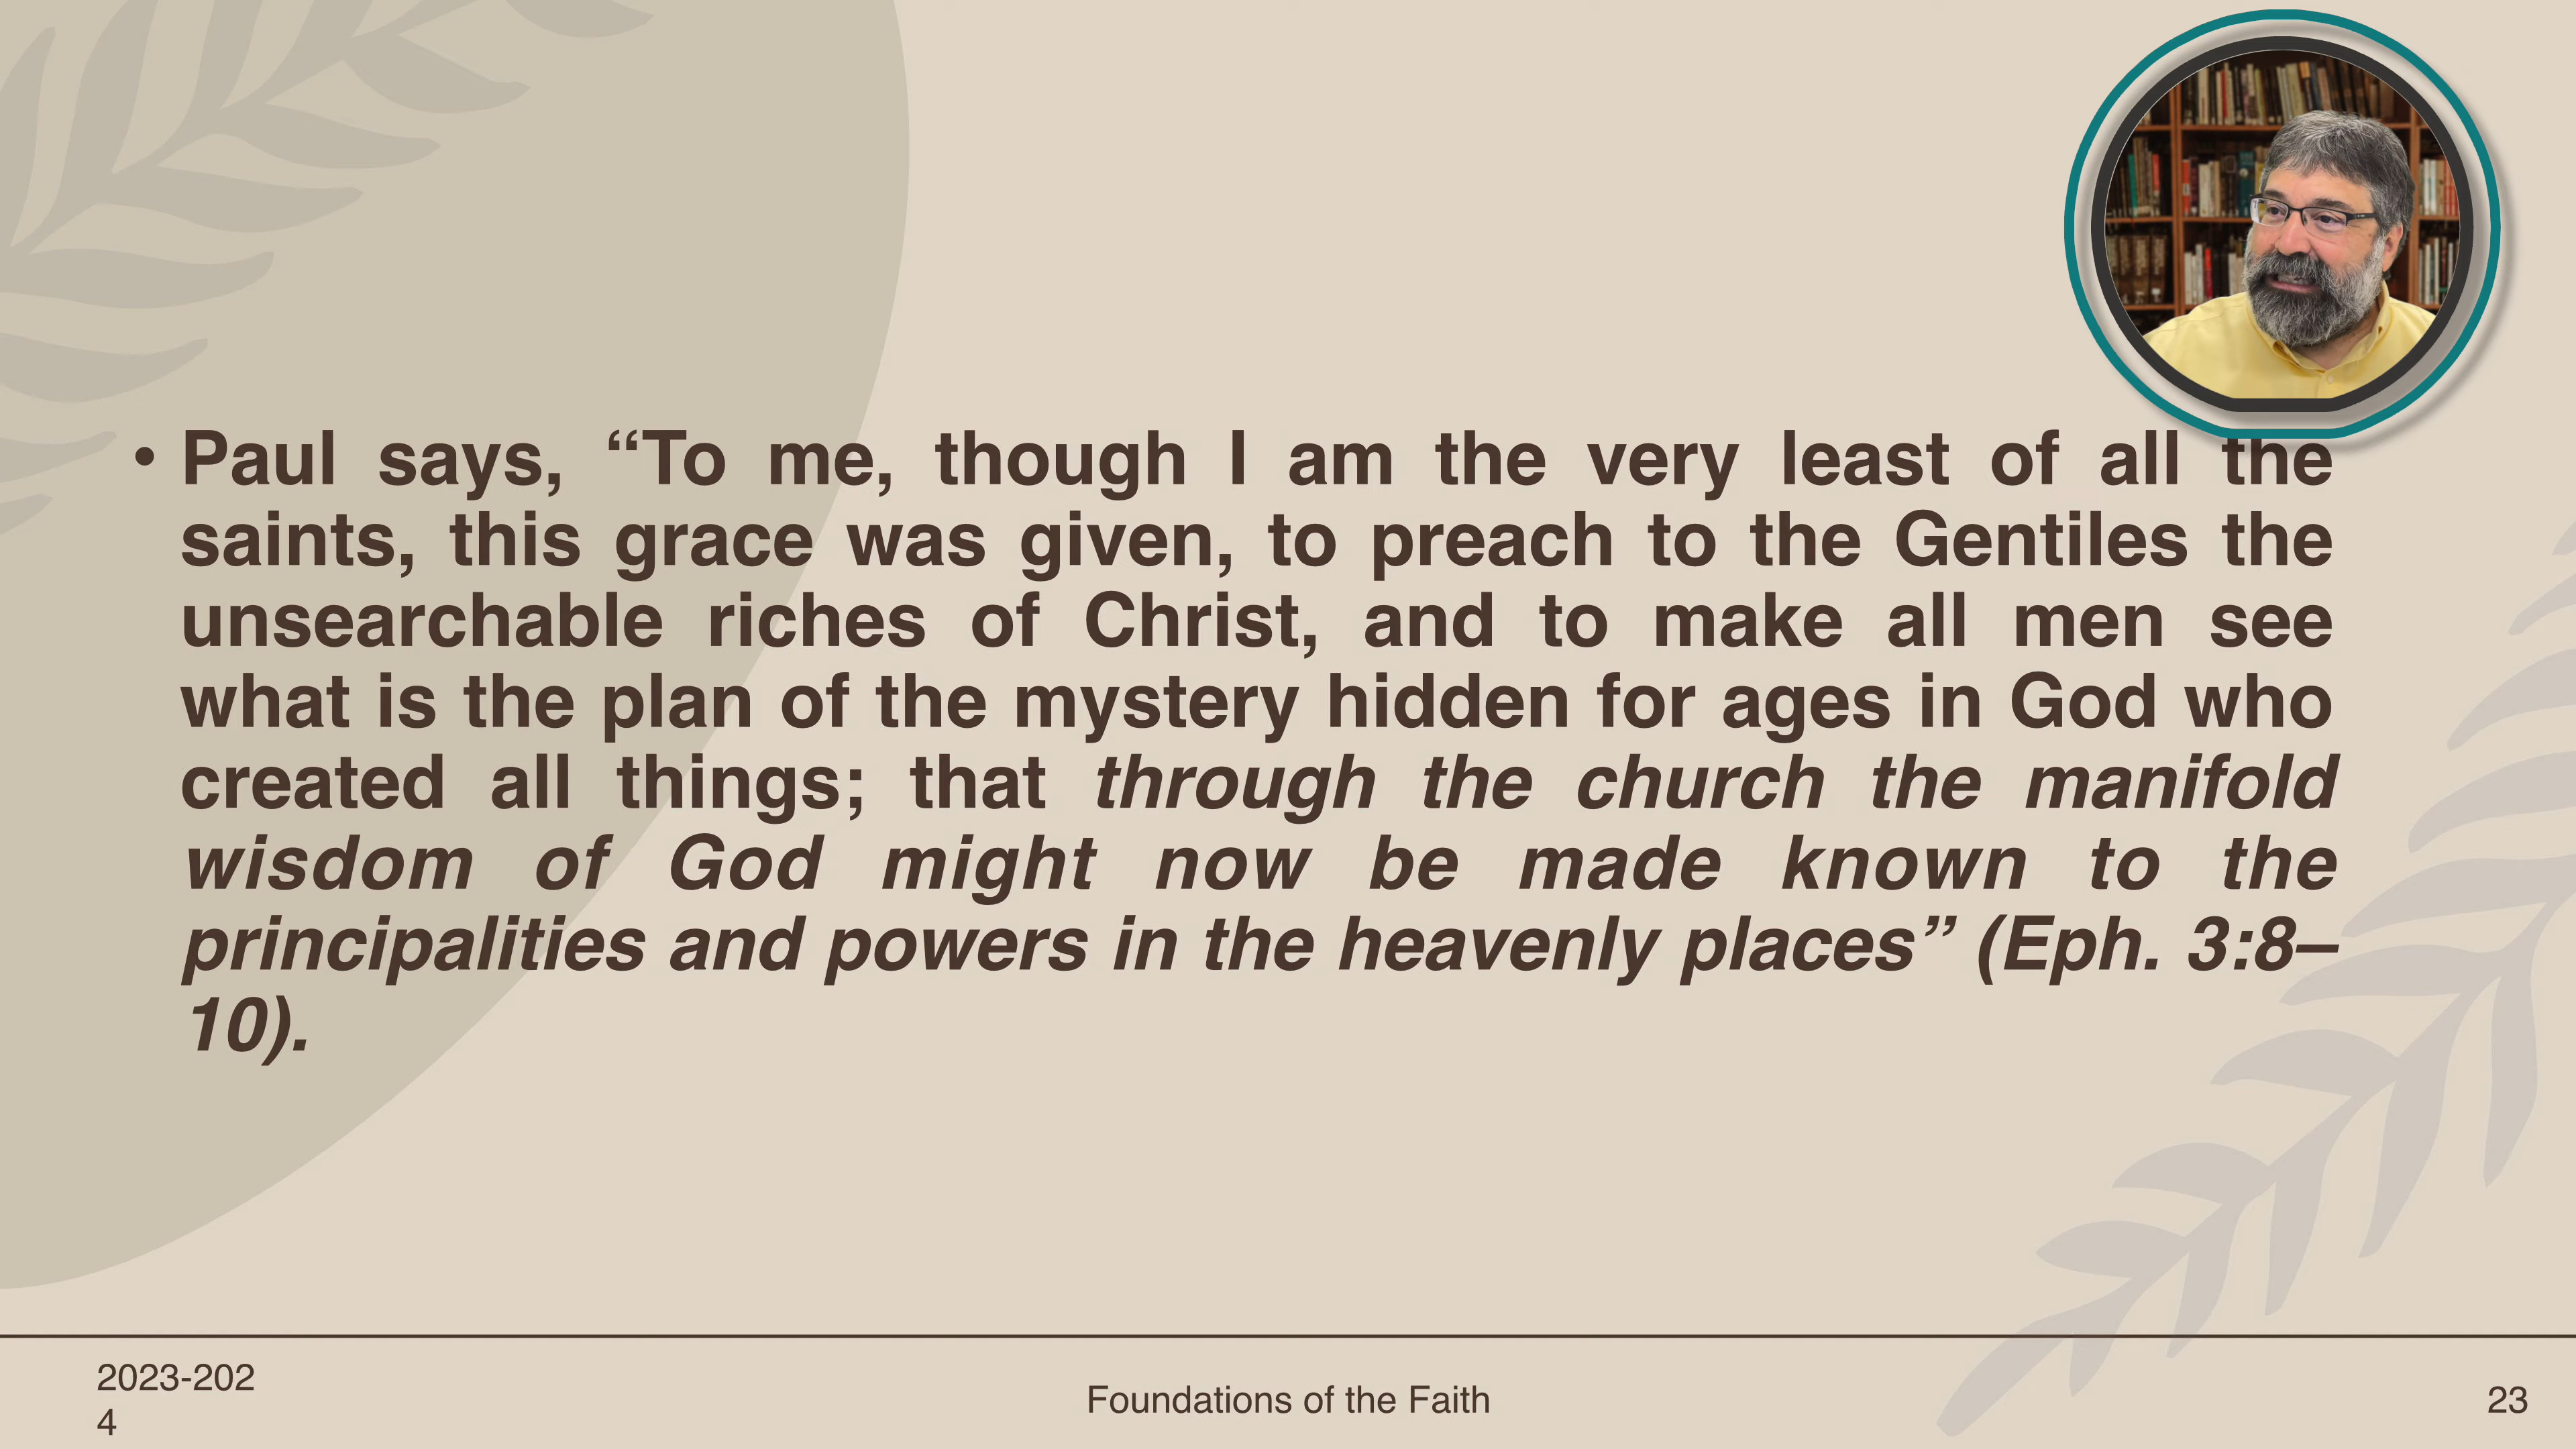 • Paul says, “To me, though I am the very least of all the
saints, this grace was given, to preach to the Gentiles the
unsearchable riches of Christ, and to make all men see
what is the plan of the mystery hidden for ages in God who
created all things; that through the church the manifold
wisdom of God might now be made known to the
principalities and powers in the heavenly places” (Eph. 3:8–
10).
2023-202
4
Foundations of the Faith
23